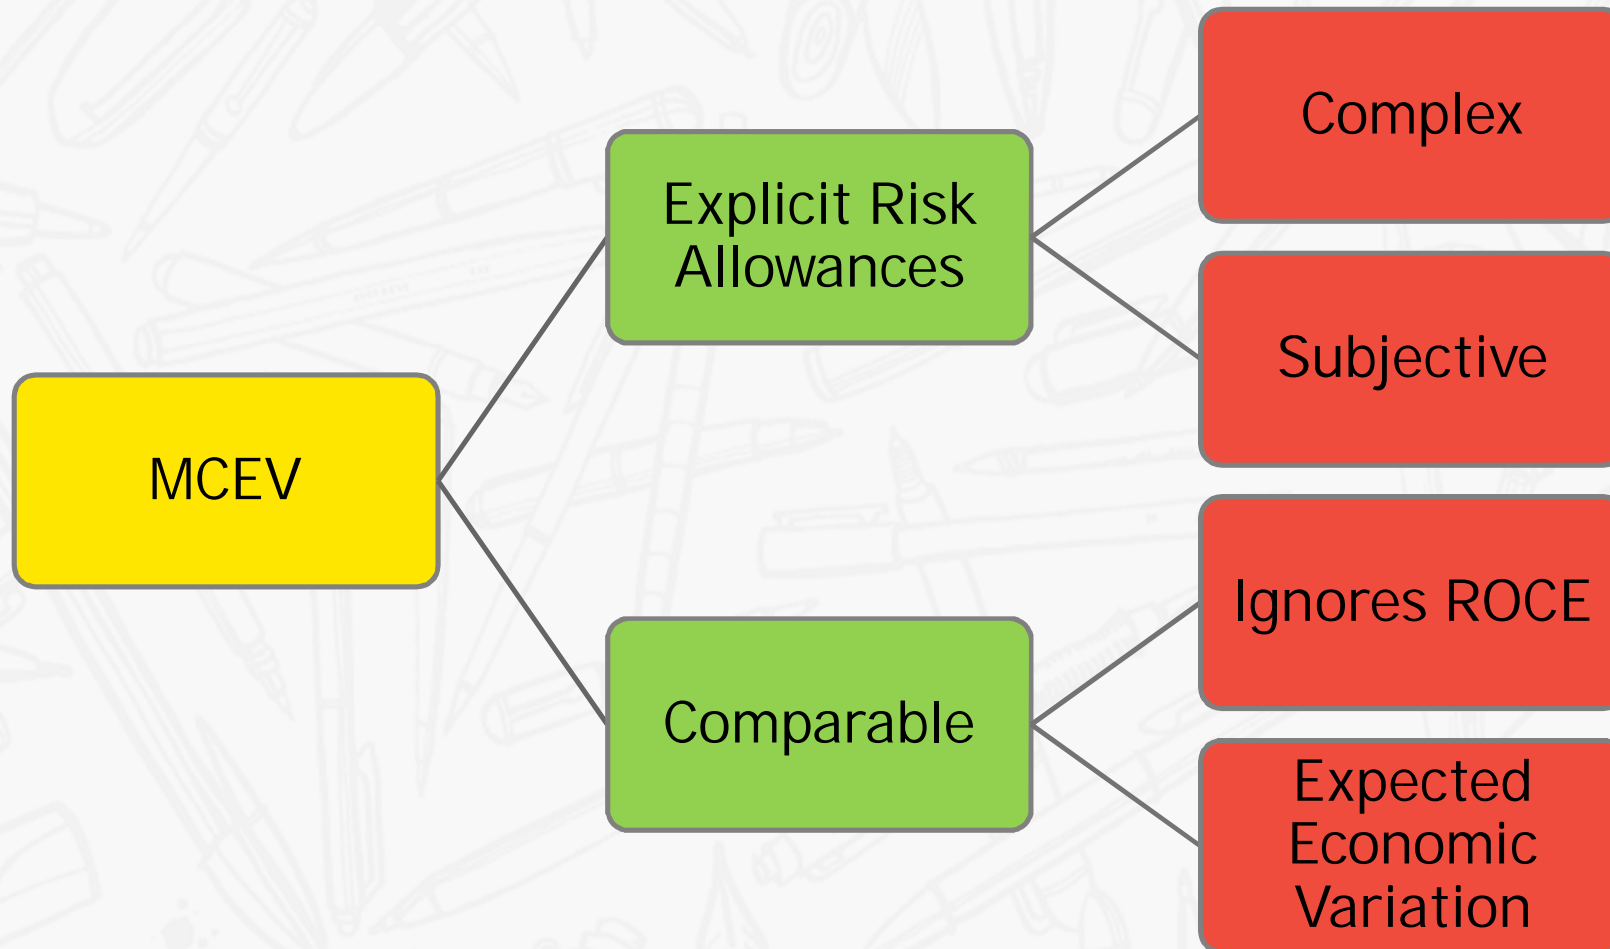 MCEV
Explicit Risk
Allowances
Comparable
Complex
Subjective
Ignores ROCE
Expected
Economic
Variation